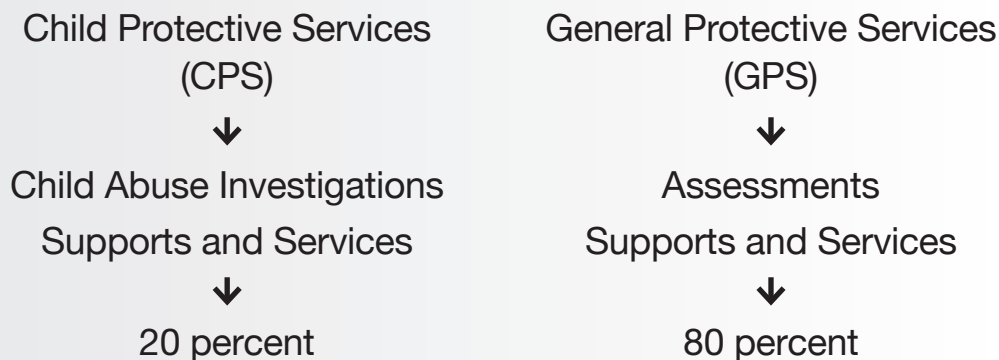 Child Protective Services
(CPS)
↓
Child Abuse Investigations
Supports and Services
↓
20 percent
General Protective Services
(GPS)
↓
Assessments
Supports and Services
↓
80 percent